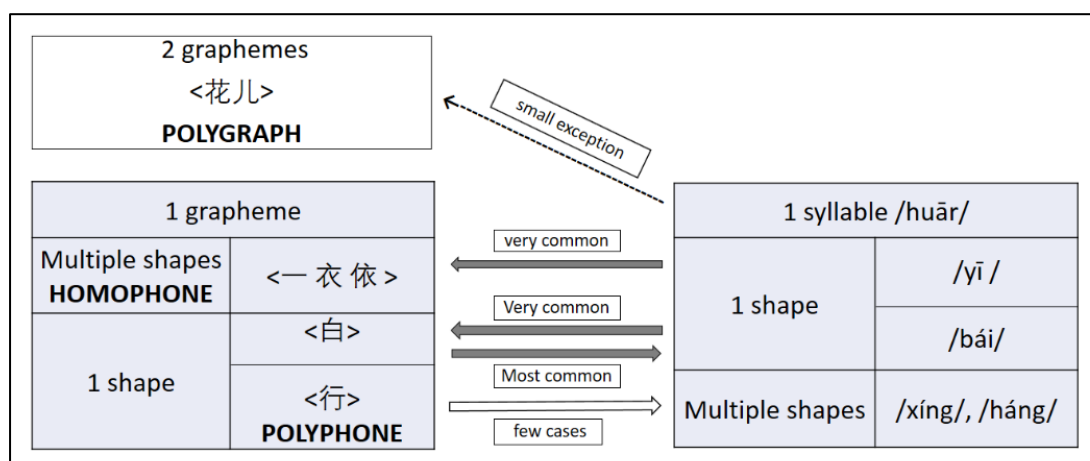 2 graphemes
<花儿>
POLYGRAPH
small exception
1 grapheme
Multiple shapes
HOMOPHONE
<一 衣 依 >
1 shape
<白>
<行>
POLYPHONE
very common
Very common
Most common
few cases
1 syllable /huār/
1 shape
/yī /
/bái/
Multiple shapes
/xíng/, /háng/